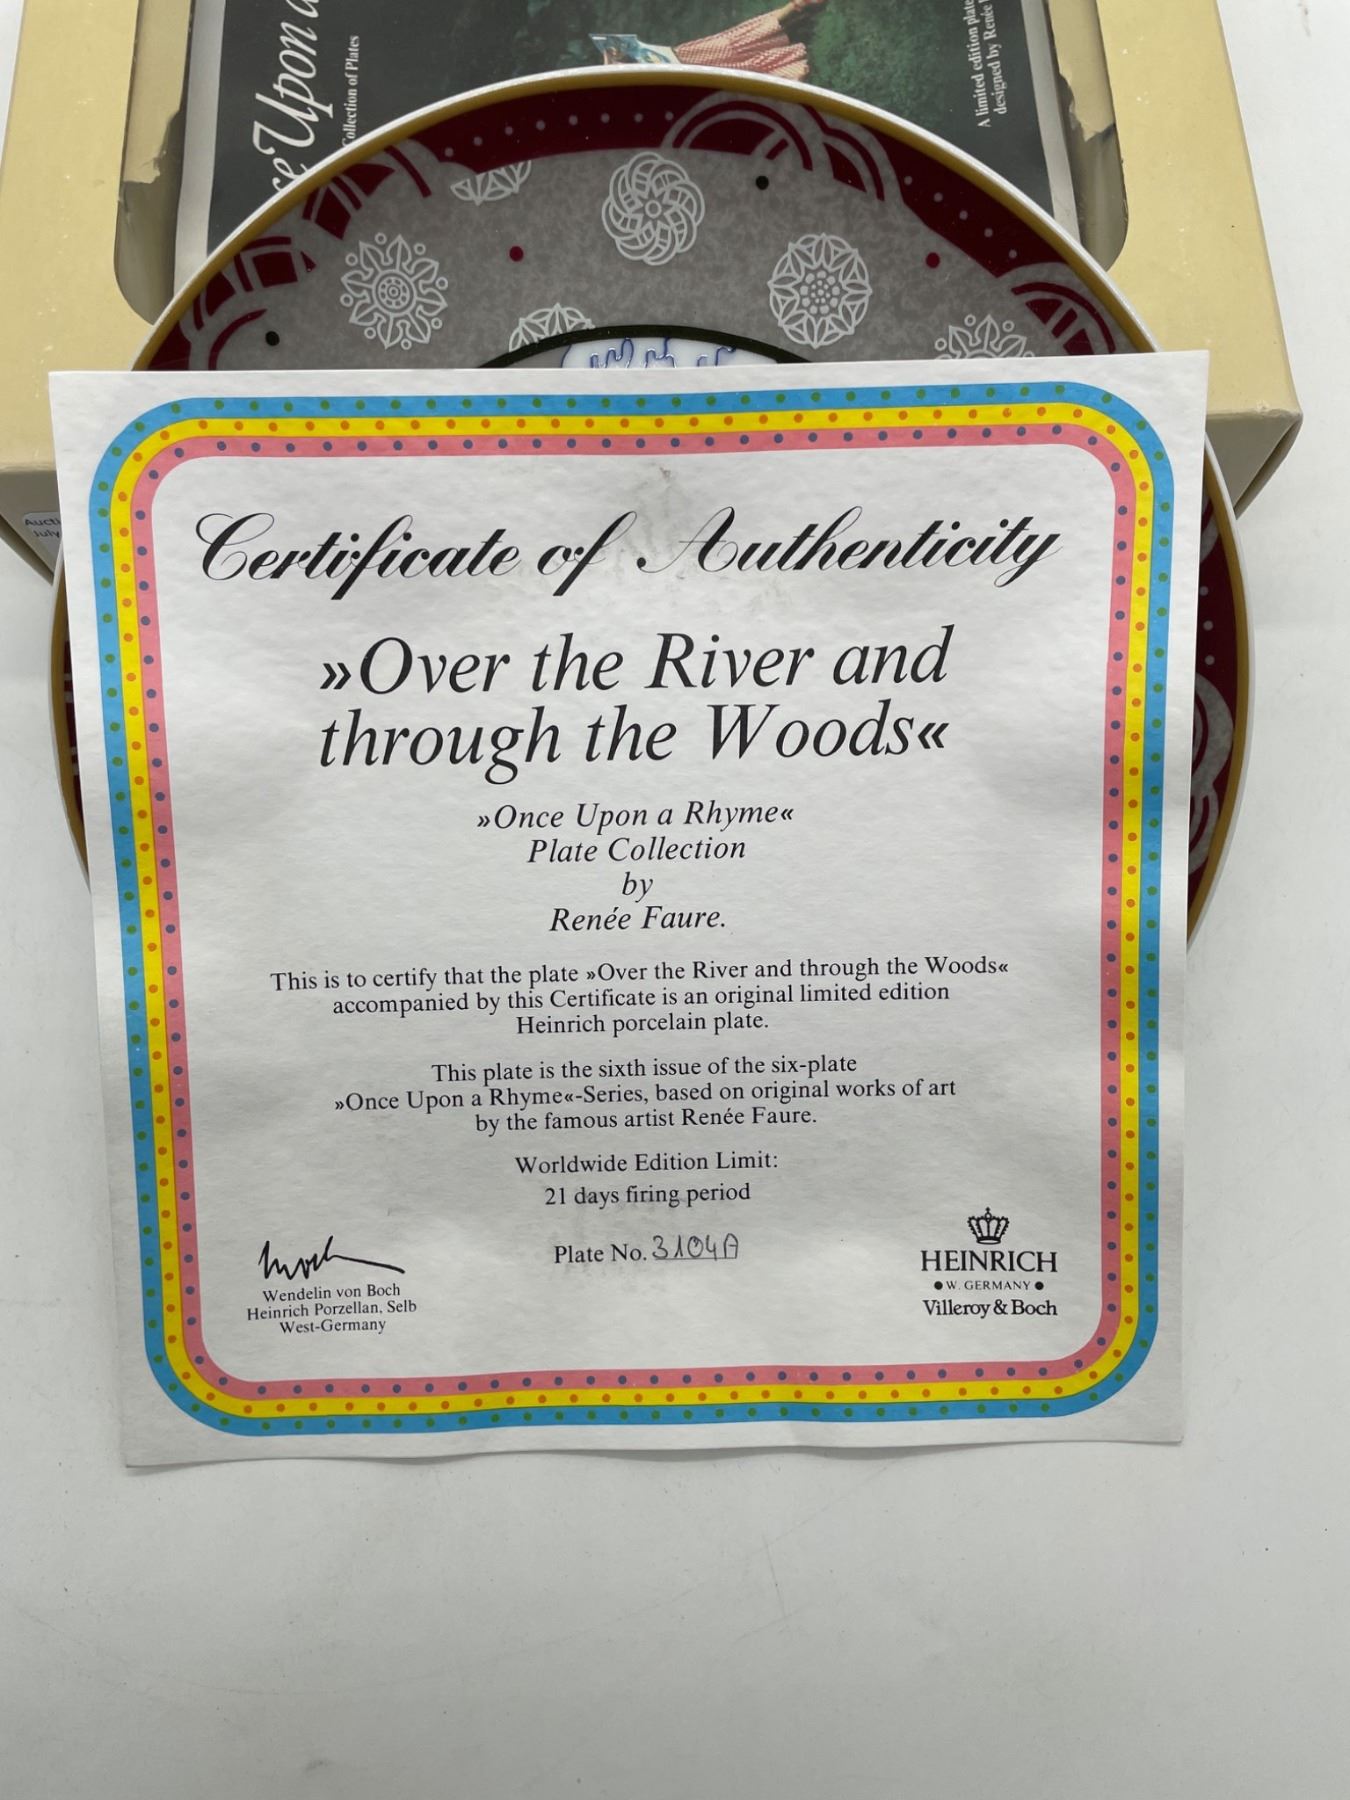 Upon a
Collection of Plates
A limited edition plate
designed by Renée
Certificate of Authenticity
»Over the River and
through the Woods«
»Once Upon a Rhyme«
Plate Collection
by
Renée Faure.
This is to certify that the plate »Over the River and through the Woods«
accompanied by this Certificate is an original limited edition
Heinrich porcelain plate.
This plate is the sixth issue of the six-plate
»Once Upon a Rhyme«-Series, based on original works of art
by the famous artist Renée Faure.
Worldwide Edition Limit:
21 days firing period
Plate No. 3104A
Wendelin von Boch
Heinrich Porzellan, Selb
West-Germany
HEINRICH
● W. GERMANY ●
Villeroy & Boch